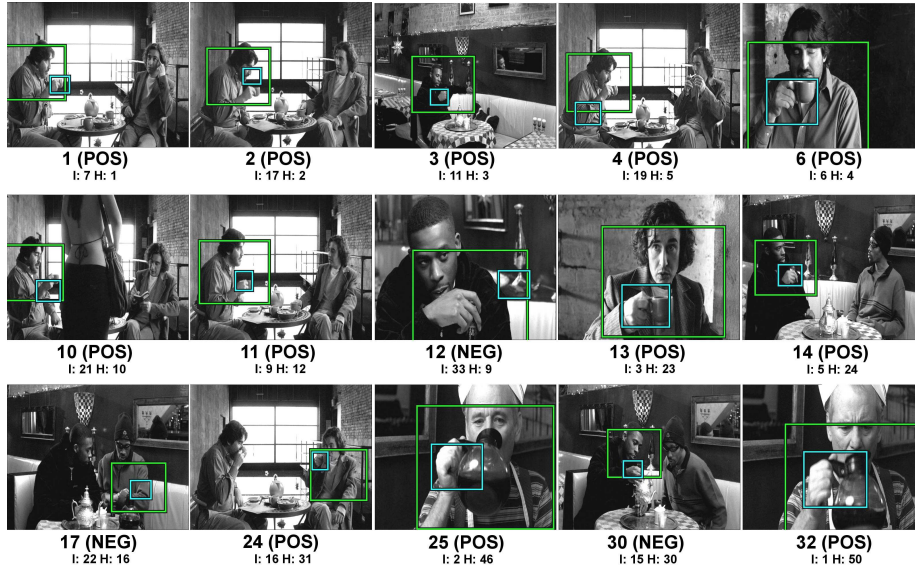 1 (POS)
I: 7 H: 1
2 (POS)
I: 17 H: 2
3 (POS)
I: 11 H: 3
4 (POS)
I: 19 H: 5
6 (POS)
I: 6 H: 4
10 (POS)
I: 21 H: 10
11 (POS)
I: 9 H: 12
12 (NEG)
I: 33 H: 9
13 (POS)
I: 3 H: 23
14 (POS)
I: 5 H: 24
17 (NEG)
I: 22 H: 16
24 (POS)
I: 16 H: 31
25 (POS)
I: 2 H: 46
30 (NEG)
I: 15 H: 30
32 (POS)
I: 1 H: 50